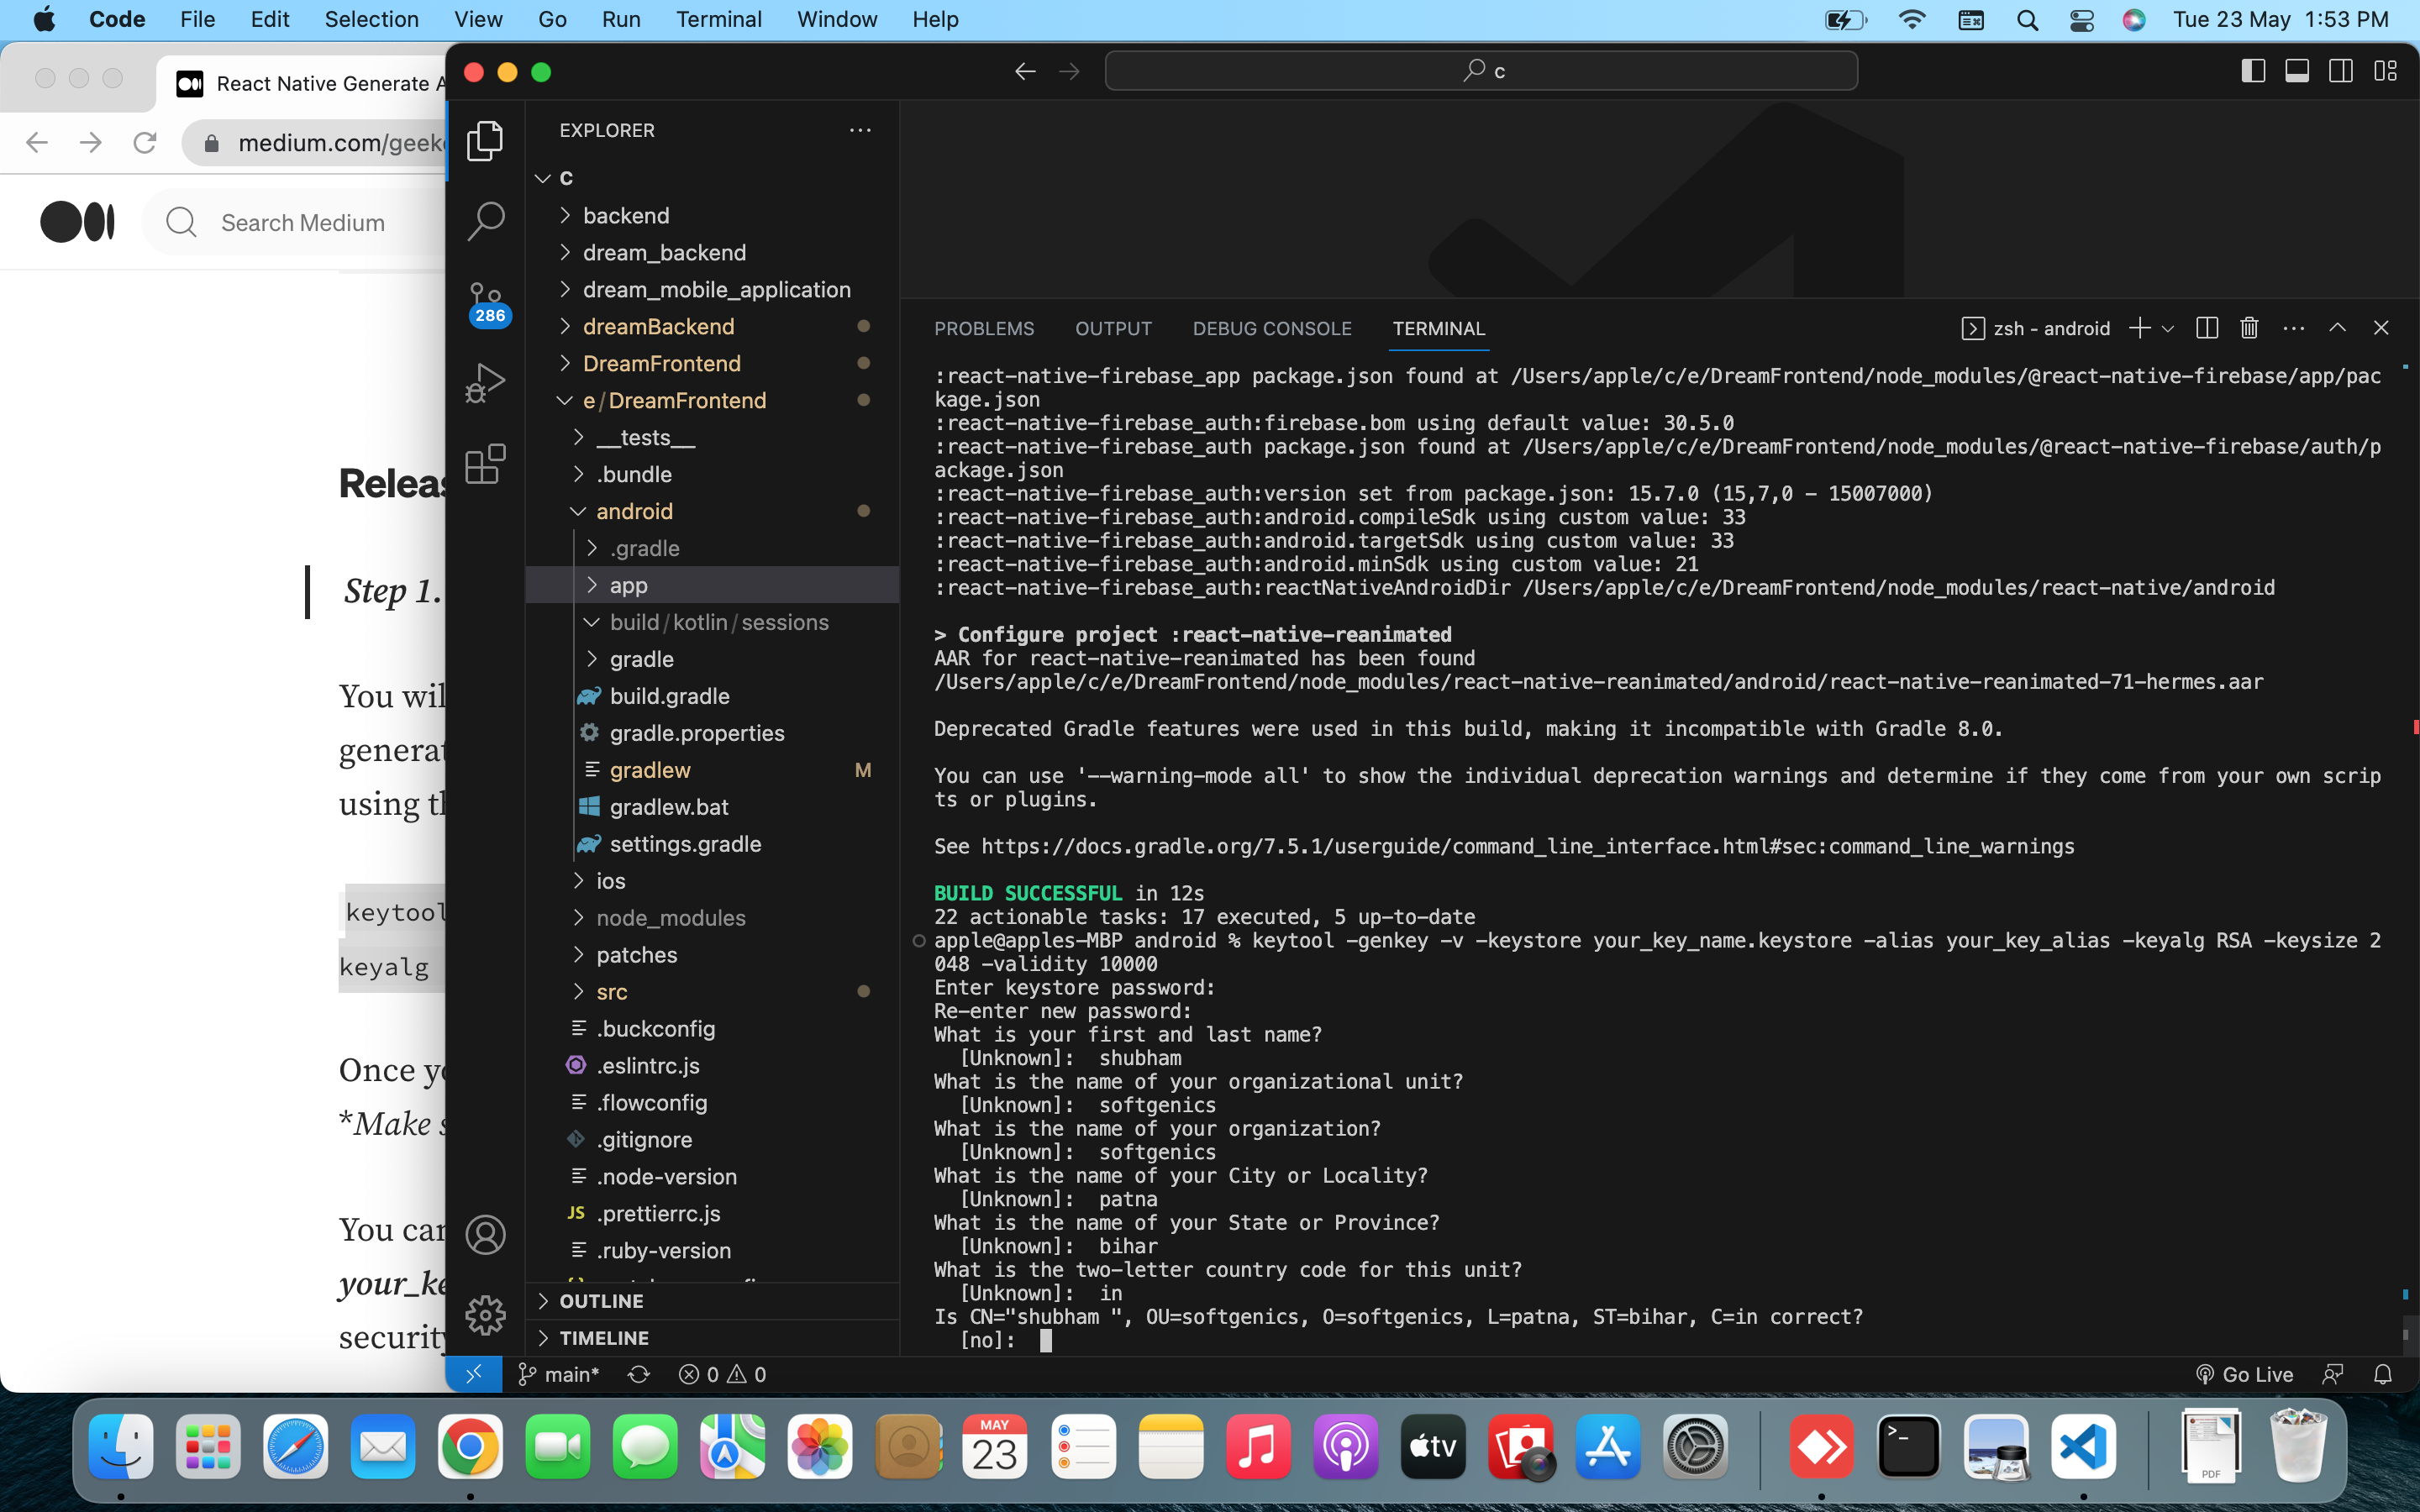 Code File Edit Selection View Go Run Terminal Window Help Tue 23 May 1:53 PM
React Native Generate A
medium.com/geek
Search Medium
Releas
Step 1.
You wil
generat
using t
keytool
keyalg
Once y
*Make s
You can
your_ke
security
c
EXPLORER
C
backend
dream_backend
dream_mobile_application
dreamBackend
DreamFrontend
e/DreamFrontend
__tests__
.bundle
android
.gradle
app
build/kotlin/sessions
gradle
build.gradle
gradle.properties
gradlew M
gradlew.bat
settings.gradle
ios
node_modules
patches
src
.buckconfig
.eslintrc.js
.flowconfig
.gitignore
.node-version
JS .prettierrc.js
.ruby-version
OUTLINE
TIMELINE
286
PROBLEMS OUTPUT DEBUG CONSOLE TERMINAL zsh - android
:react-native-firebase_app package.json found at /Users/apple/c/e/DreamFrontend/node_modules/@react-native-firebase/app/pac
kage.json
:react-native-firebase_auth:firebase.bom using default value: 30.5.0
:react-native-firebase_auth package.json found at /Users/apple/c/e/DreamFrontend/node_modules/@react-native-firebase/auth/p
ackage.json
:react-native-firebase_auth:version set from package.json: 15.7.0 (15,7,0 - 15007000)
:react-native-firebase_auth:android.compileSdk using custom value: 33
:react-native-firebase_auth:android.targetSdk using custom value: 33
:react-native-firebase_auth:android.minSdk using custom value: 21
:react-native-firebase_auth:reactNativeAndroidDir /Users/apple/c/e/DreamFrontend/node_modules/react-native/android
> Configure project :react-native-reanimated
AAR for react-native-reanimated has been found
/Users/apple/c/e/DreamFrontend/node_modules/react-native-reanimated/android/react-native-reanimated-71-hermes.aar
Deprecated Gradle features were used in this build, making it incompatible with Gradle 8.0.
You can use '--warning-mode all' to show the individual deprecation warnings and determine if they come from your own scrip
ts or plugins.
See https://docs.gradle.org/7.5.1/userguide/command_line_interface.html#sec:command_line_warnings
BUILD SUCCESSFUL in 12s
22 actionable tasks: 17 executed, 5 up-to-date
apple@apples-MBP android % keytool -genkey -v -keystore your_key_name.keystore -alias your_key_alias -keyalg RSA -keysize 2
048 -validity 10000
Enter keystore password:
Re-enter new password:
What is your first and last name?
[Unknown]: shubham
What is the name of your organizational unit?
[Unknown]: softgenics
What is the name of your organization?
[Unknown]: softgenics
What is the name of your City or Locality?
[Unknown]: patna
What is the name of your State or Province?
[Unknown]: bihar
What is the two-letter country code for this unit?
[Unknown]: in
Is CN="shubham ", OU=softgenics, O=softgenics, L=patna, ST=bihar, C=in correct?
[no]:
main* 0 0 Go Live
MAY
23
tv
PDF